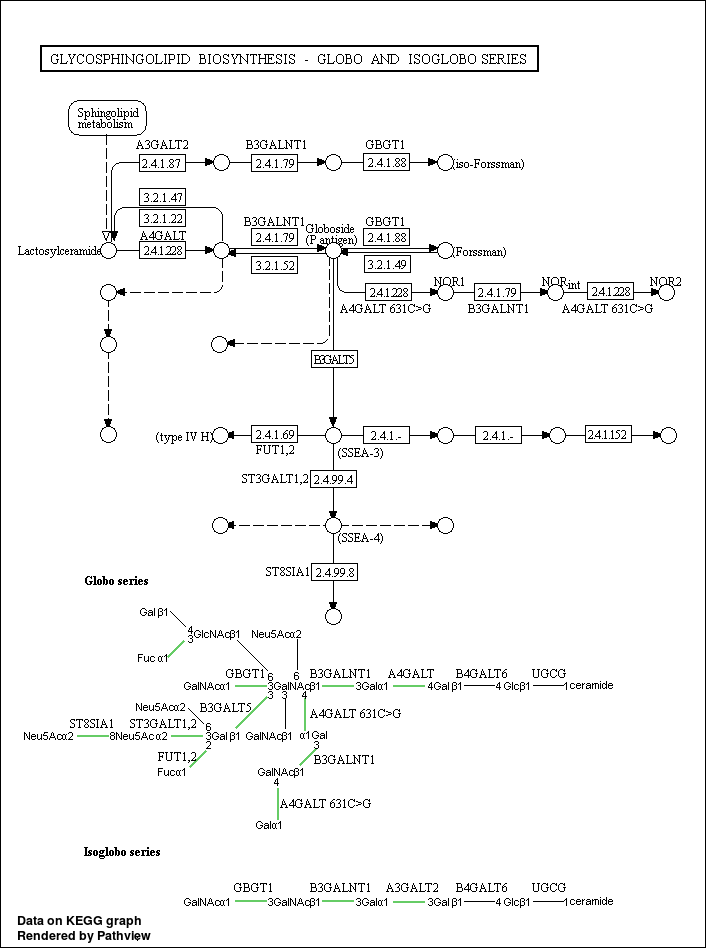 GLYCOSPHINGOLIPID BIOSYNTHESIS - GLOBO AND ISOGLOBO SERIES
Sphingolipid
metabolism
A3GALT2 B3GALNT1 GBGT1
2.4.1.87 2.4.1.79 2.4.1.88 (iso-Forssman)
3.2.1.47
3.2.1.22
A4GALT B3GALNT1 Globoside GBGT1
2.4.1.79 (P antigen) 2.4.1.88
Lactosylceramide 2.4.1.228 (Forssman)
3.2.1.52 3.2.1.49
NOR1 NORint NOR2
2.4.1.228 2.4.1.79 2.4.1.228
A4GALT 631C>G B3GALNT1 A4GALT 631C>G
B3GALT5
(type IV H) 2.4.1.69 2.4.1.- 2.4.1.- 2.4.1.152
FUT1,2 (SSEA-3)
ST3GALT1,2 2.4.99.4
(SSEA-4)
ST8SIA1 2.4.99.8
Globo series
Galβ1
4
3GlcNAcβ1 Neu5Acα2
Fucα1
GBGT1 6 6 B3GALNT1 A4GALT B4GALT6 UGCG
GalNAcα1 3GalNAcβ1 3Galα1 4Galβ1 4Glcβ1 1ceramide
3 3 4
Neu5Acα2 B3GALT5 A4GALT 631C>G
ST8SIA1 ST3GALT1,2 6
Neu5Acα2 8Neu5Acα2 3Galβ1 GalNAcβ1 α1Gal
2 3
FUT1,2 B3GALNT1
Fucα1 GalNAcβ1
4
A4GALT 631C>G
Galα1
Isoglobo series
GBGT1 B3GALNT1 A3GALT2 B4GALT6 UGCG
GalNAcα1 3GalNAcβ1 3Galα1 3Galβ1 4Glcβ1 1ceramide
Data on KEGG graph
Rendered by Pathview